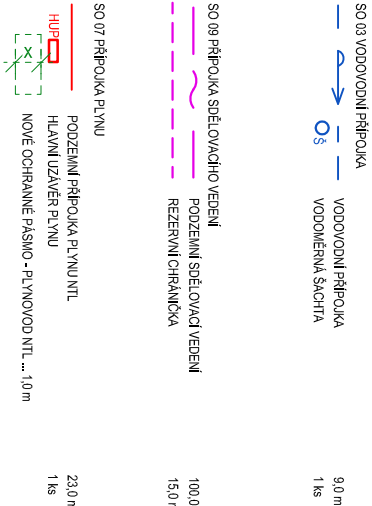 SO 03 VODOVODNÍ PŘÍPOJKA
VODOVODNÍ PŘÍPOJKA 9,0 m
Š VODOMĚRNÁ ŠACHTA 1 ks
SO 09 PŘÍPOJKA SDĚLOVACÍHO VEDENÍ
PODZEMNÍ SDĚLOVACÍ VEDENÍ 100,0
REZERVNÍ CHRÁNIČKA 15,0
SO 07 PŘÍPOJKA PLYNU
PODZEMNÍ PŘÍPOJKA PLYNU NTL 23,0
HUP HLAVNÍ UZÁVĚR PLYNU 1 ks
X NOVÉ OCHRANNÉ PÁSMO - PLYNOVOD NTL ... 1,0 m